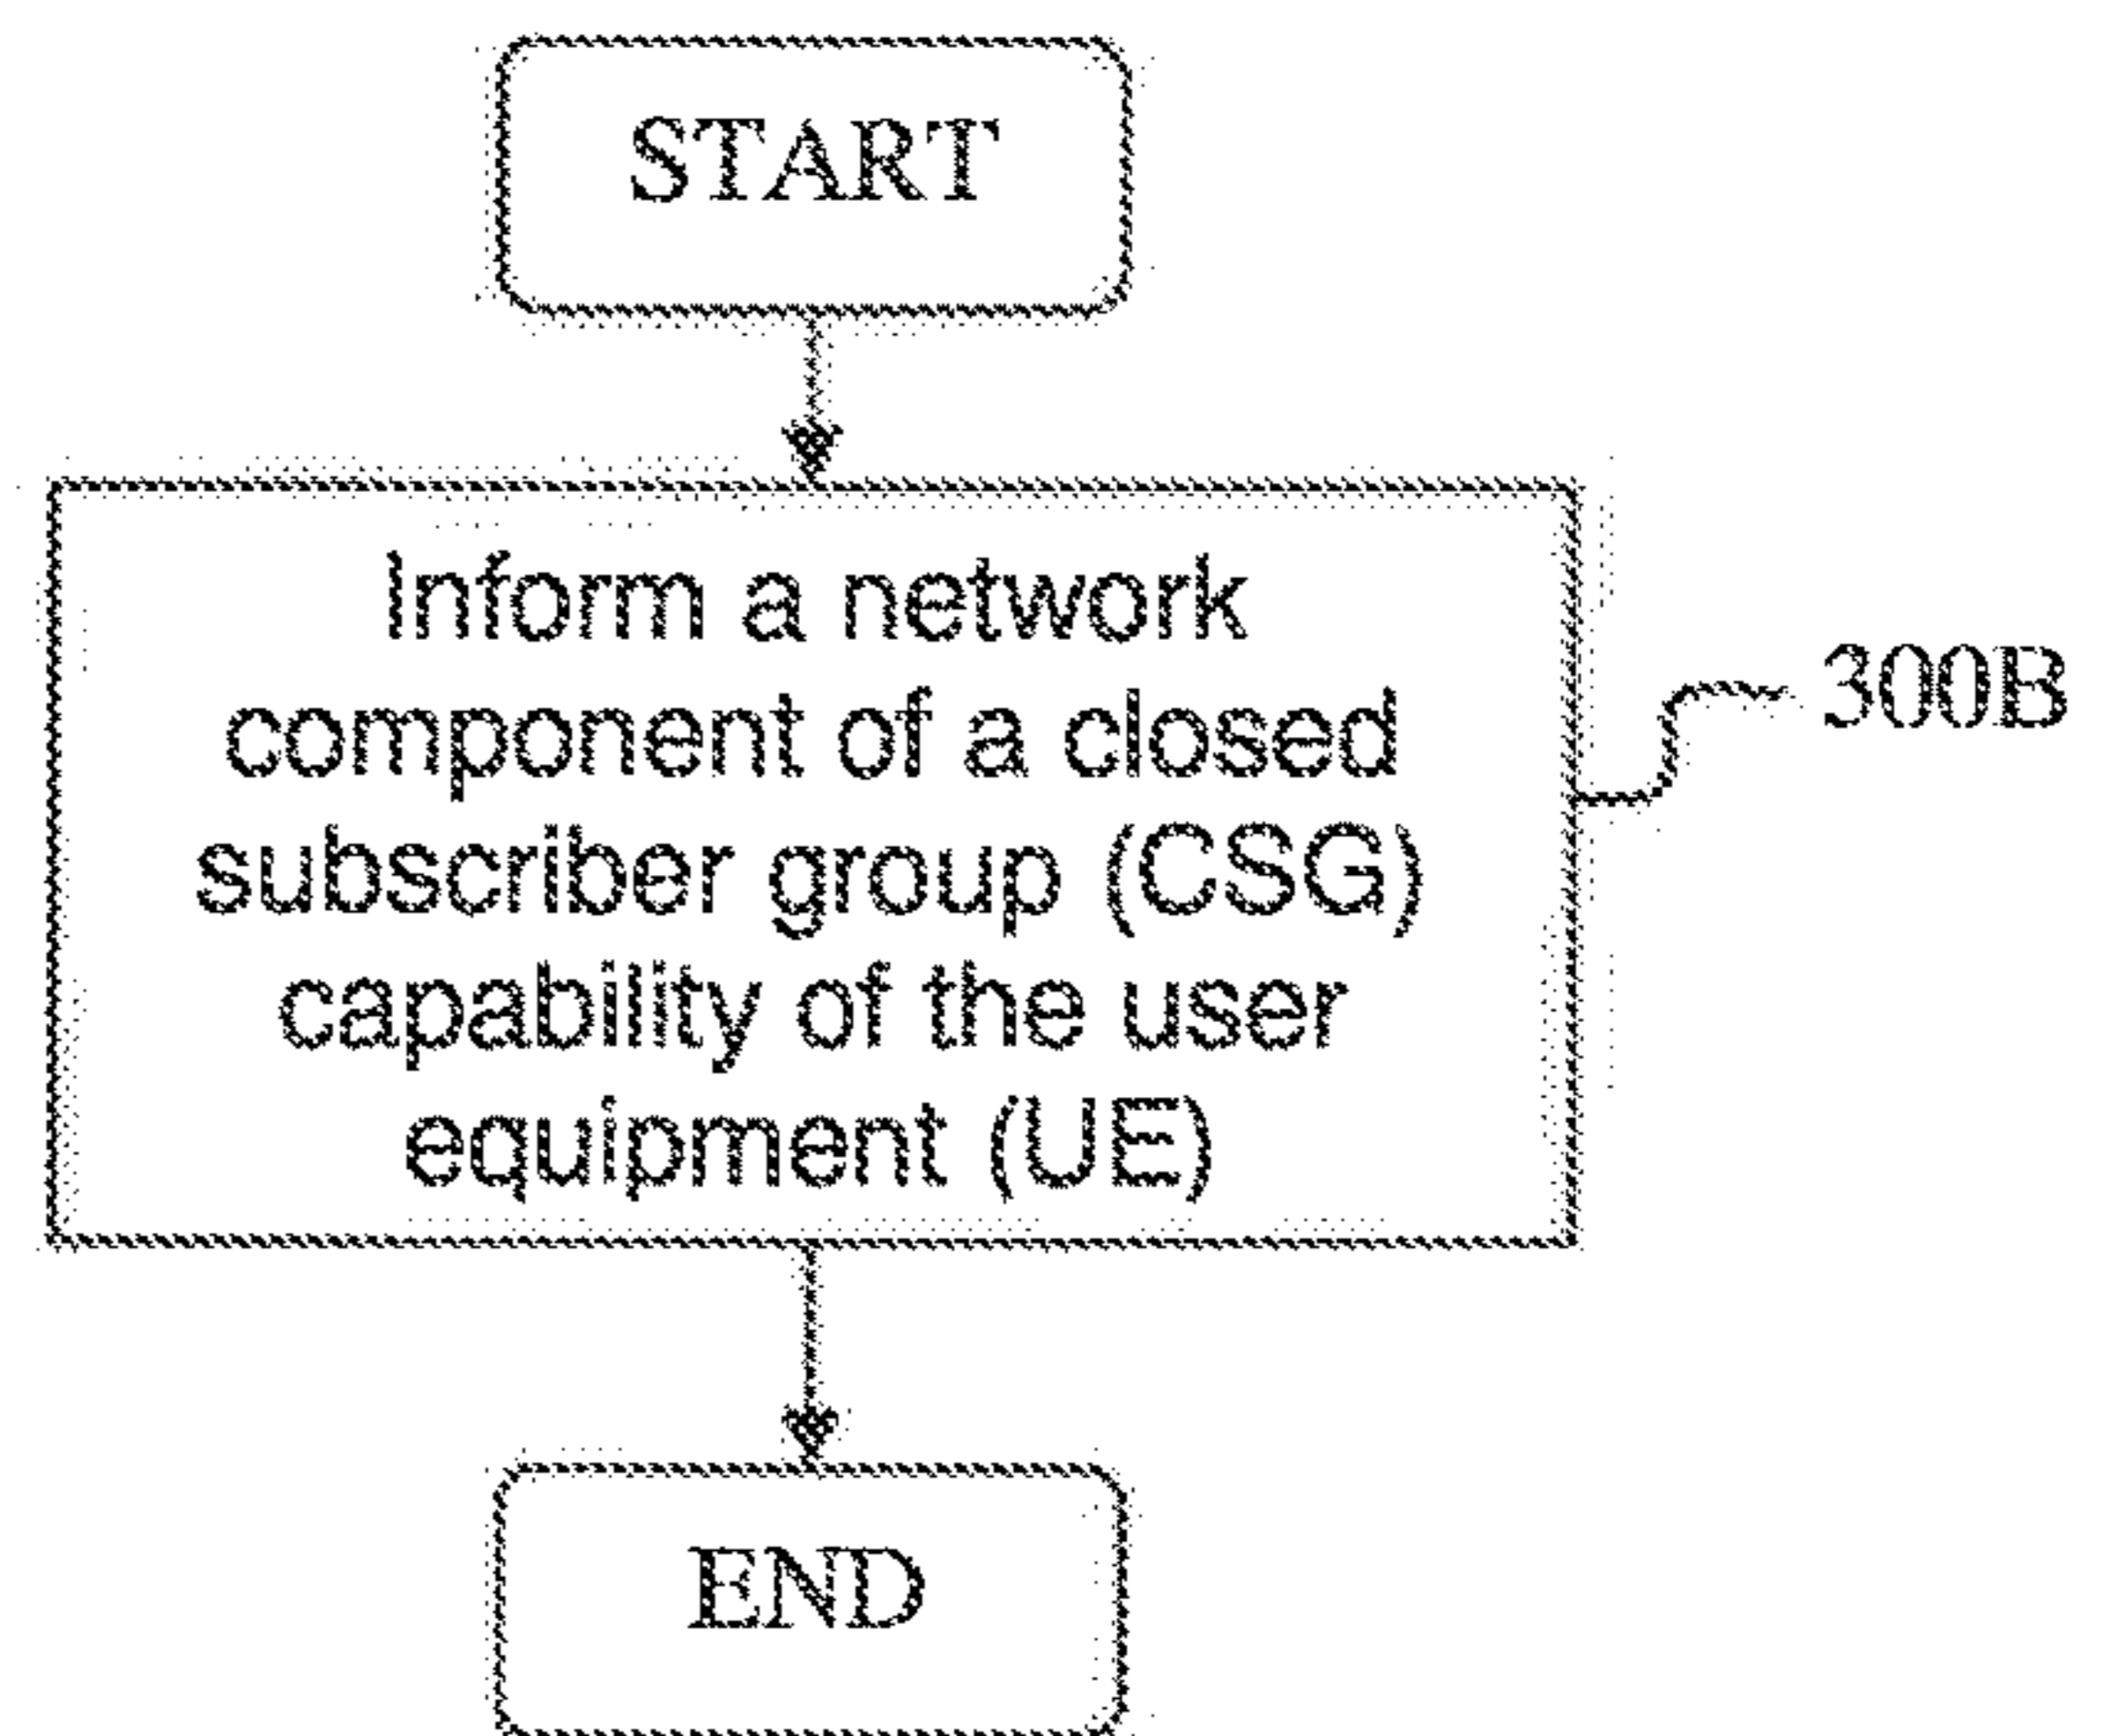 START
Inform a network
component of a closed
subscriber group (CSG)
capability of the user
equipment (UE)
300B
END